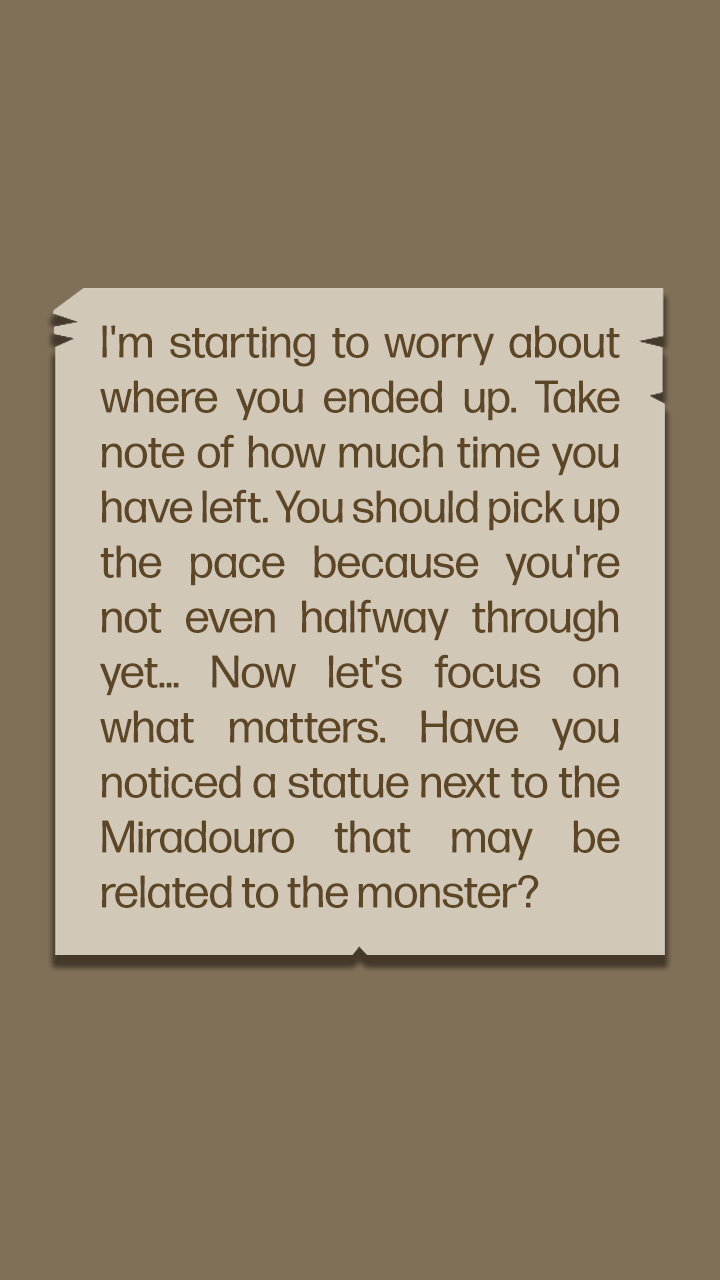 I'm starting to worry about
where you ended up. Take
note of how much time you
have left. You should pick up
the pace because you're
not even halfway through
yet... Now let's focus on
what matters. Have you
noticed a statue next to the
Miradouro that may be
related to the monster?